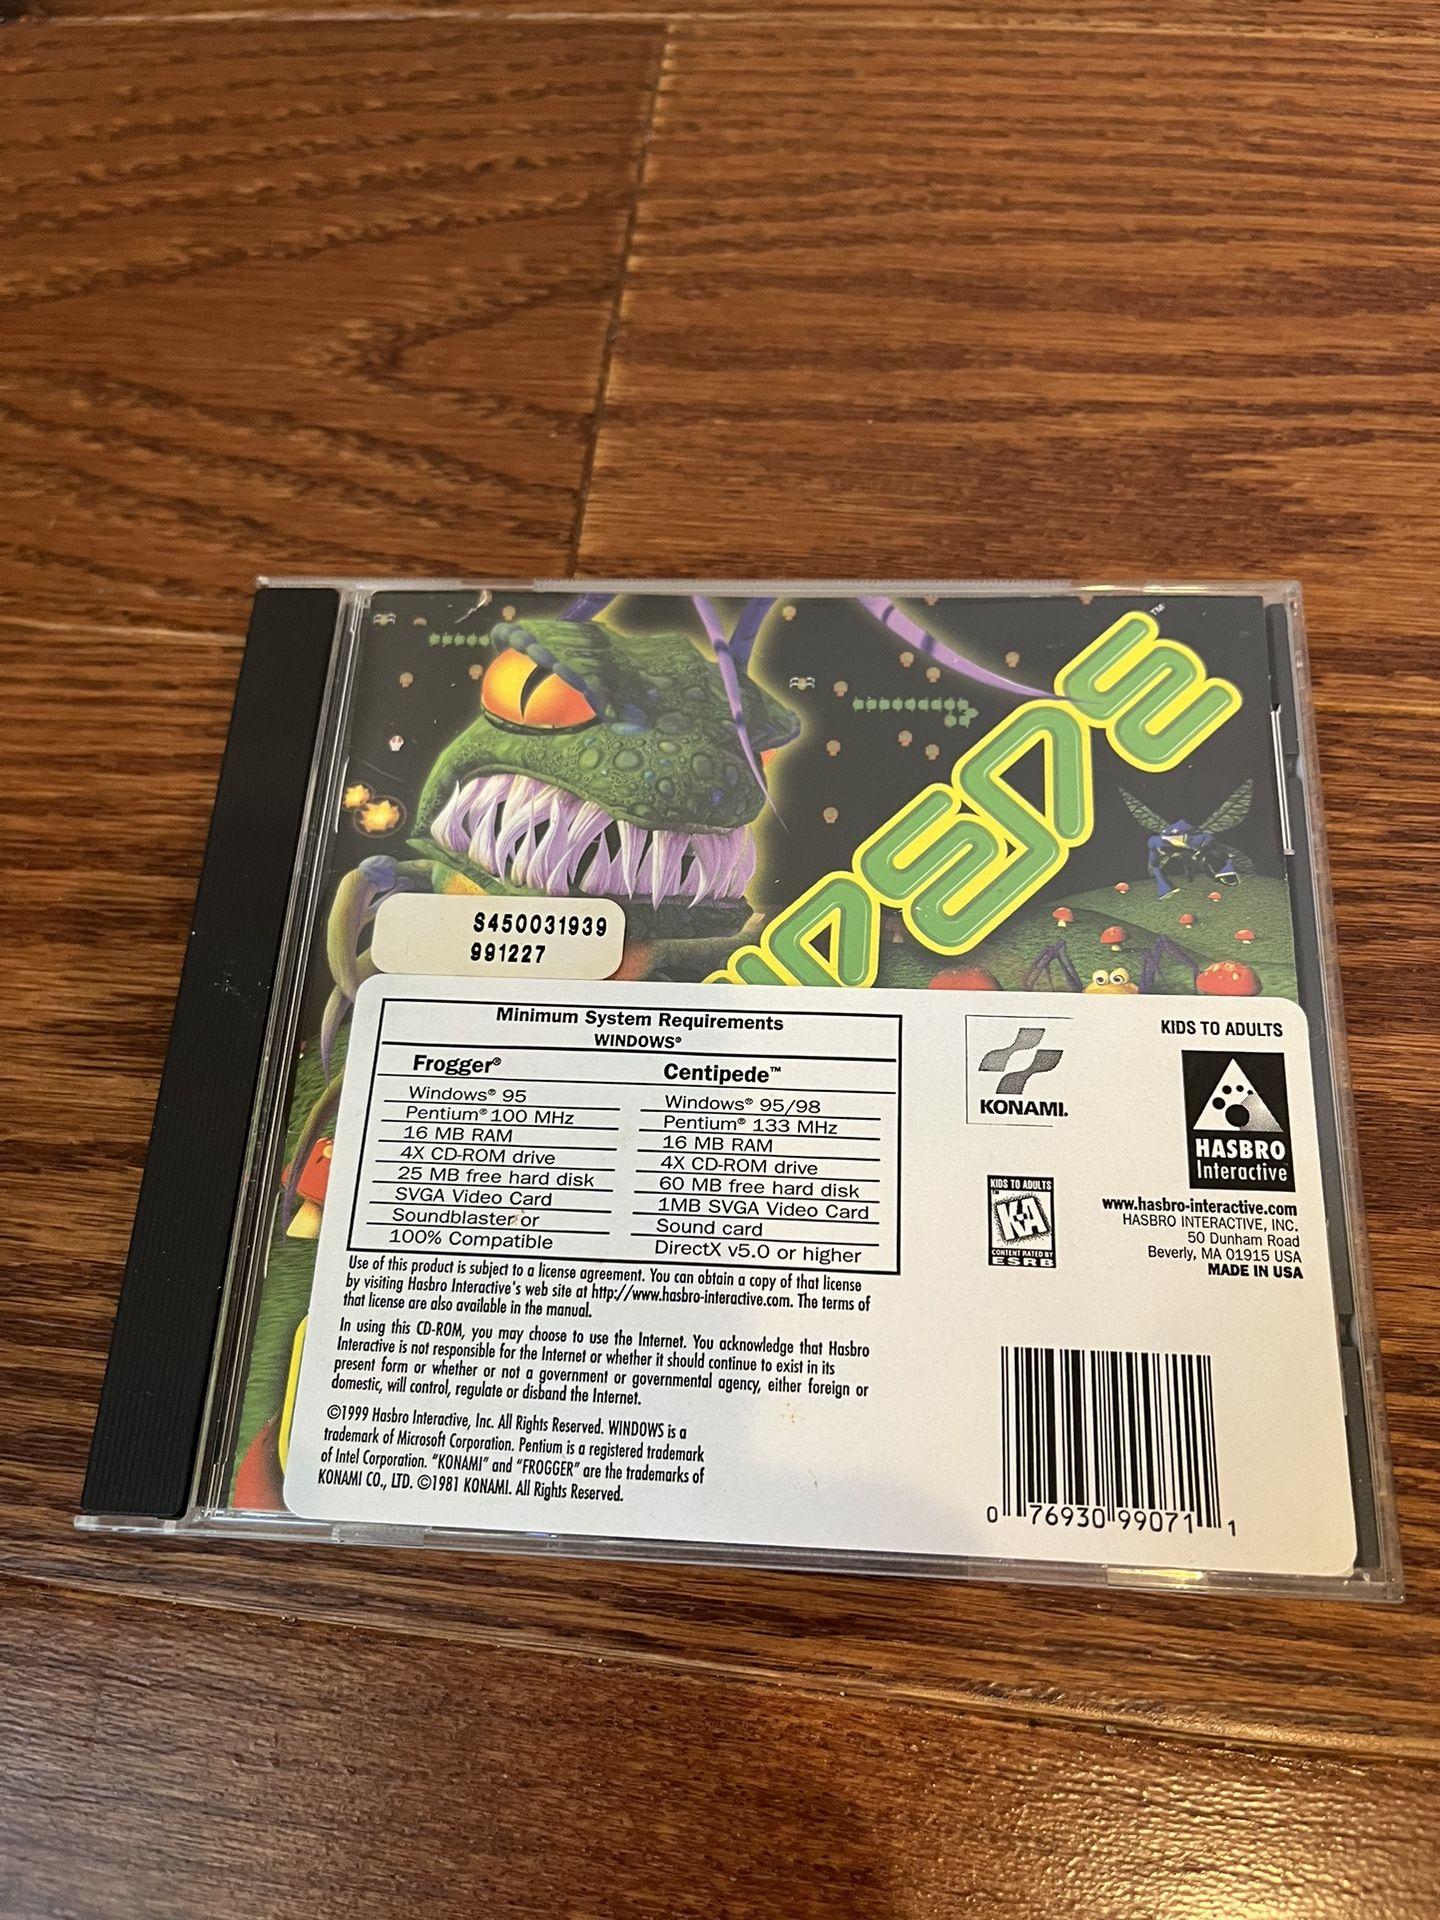 ™
S450031939
991227
Minimum System Requirements
WINDOWS®
Frogger®
Windows® 95
Pentium® 100 MHz
16 MB RAM
4X CD-ROM drive
25 MB free hard disk
SVGA Video Card
Soundblaster or
100% Compatible
Centipede™
Windows® 95/98
Pentium® 133 MHz
16 MB RAM
4X CD-ROM drive
60 MB free hard disk
1MB SVGA Video Card
Sound card
DirectX v5.0 or higher
KONAMI.
KIDS TO ADULTS
HASBRO
Interactive
KIDS TO ADULTS
K-A
CONTENT RATED BY
ESRB
www.hasbro-interactive.com
HASBRO INTERACTIVE, INC.
50 Dunham Road
Beverly, MA 01915 USA
MADE IN USA
Use of this product is subject to a license agreement. You can obtain a copy of that license
by visiting Hasbro Interactive's web site at http://www.hasbro-interactive.com. The terms of
that license are also available in the manual.
In using this CD-ROM, you may choose to use the Internet. You acknowledge that Hasbro
Interactive is not responsible for the Internet or whether it should continue to exist in its
present form or whether or not a government or governmental agency, either foreign or
domestic, will control, regulate or disband the Internet.
©1999 Hasbro Interactive, Inc. All Rights Reserved. WINDOWS is a
trademark of Microsoft Corporation. Pentium is a registered trademark
of Intel Corporation. "KONAMI" and "FROGGER" are the trademarks of
KONAMI CO., LTD. ©1981 KONAMI. All Rights Reserved.
0 76930 99071 1